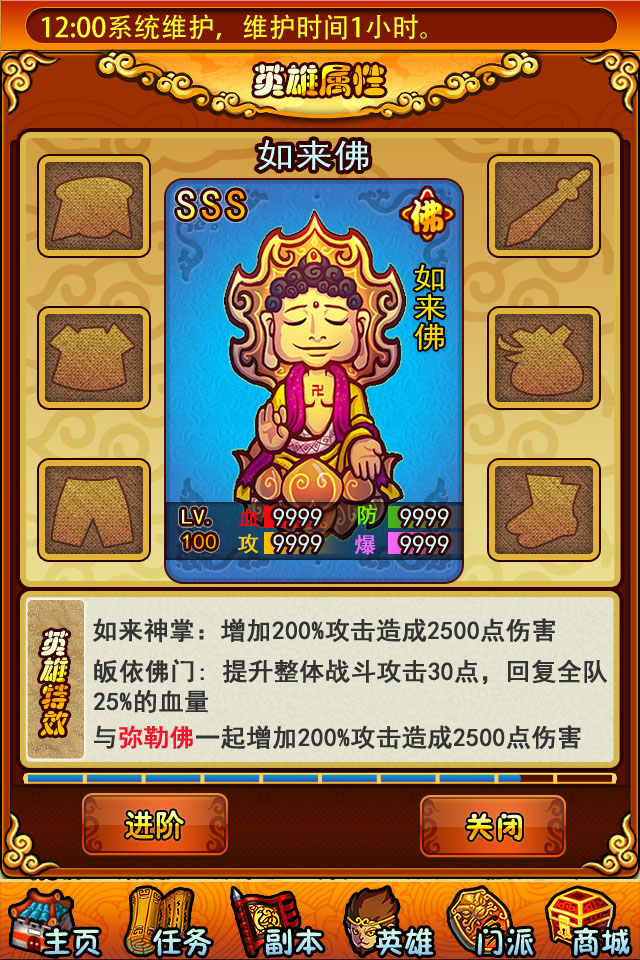 12:00系统维护，维护时间1小时。
英雄属性
如来佛
SSS
佛
如来佛
LV. 血 9999 防 9999
100 攻 9999 爆 9999
英雄特效
如来神掌：增加200%攻击造成2500点伤害
皈依佛门：提升整体战斗攻击30点，回复全队
25%的血量
与弥勒佛一起增加200%攻击造成2500点伤害
进阶 关闭
主页 任务 副本 英雄 门派 商城